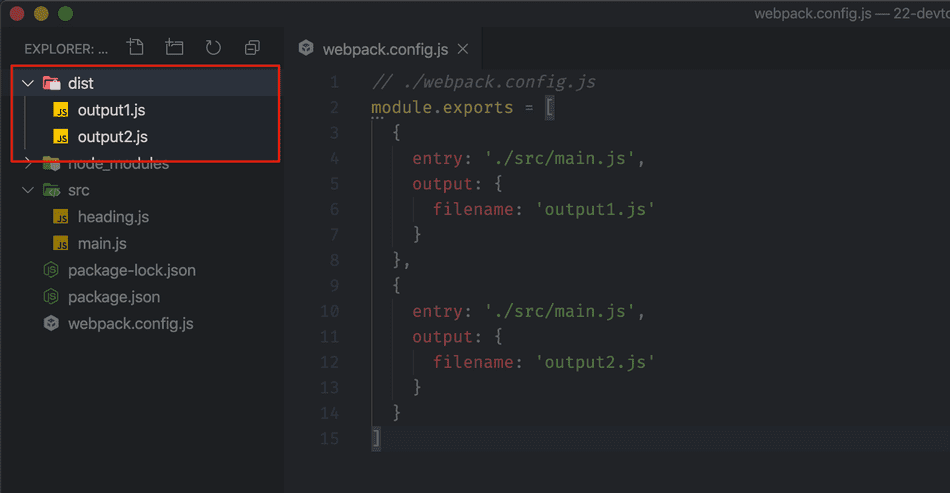 webpack.config.js — 22-devto
EXPLORER: ...
webpack.config.js
dist
output1.js
output2.js
node_modules
src
heading.js
main.js
package-lock.json
package.json
webpack.config.js
1 // ./webpack.config.js
2 module.exports = [
3 {
4 entry: './src/main.js',
5 output: {
6 filename: 'output1.js'
7 }
8 },
9 {
10 entry: './src/main.js',
11 output: {
12 filename: 'output2.js'
13 }
14 }
15 ]